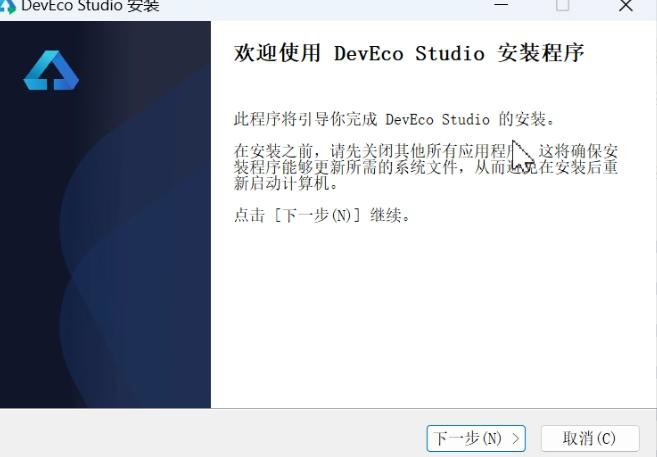 DevEco Studio 安装
欢迎使用 DevEco Studio 安装程序
此程序将引导你完成 DevEco Studio 的安装。
在安装之前，请先关闭其他所有应用程序 这将确保安
装程序能够更新所需的系统文件，从而 在安装后重
新启动计算机。
点击 [下一步(N)] 继续。
下一步(N) >
取消(C)